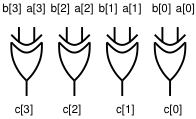 b[3] a[3] b[2] a[2] b[1] a[1] b[0] a[0]
c[3] c[2] c[1] c[0]